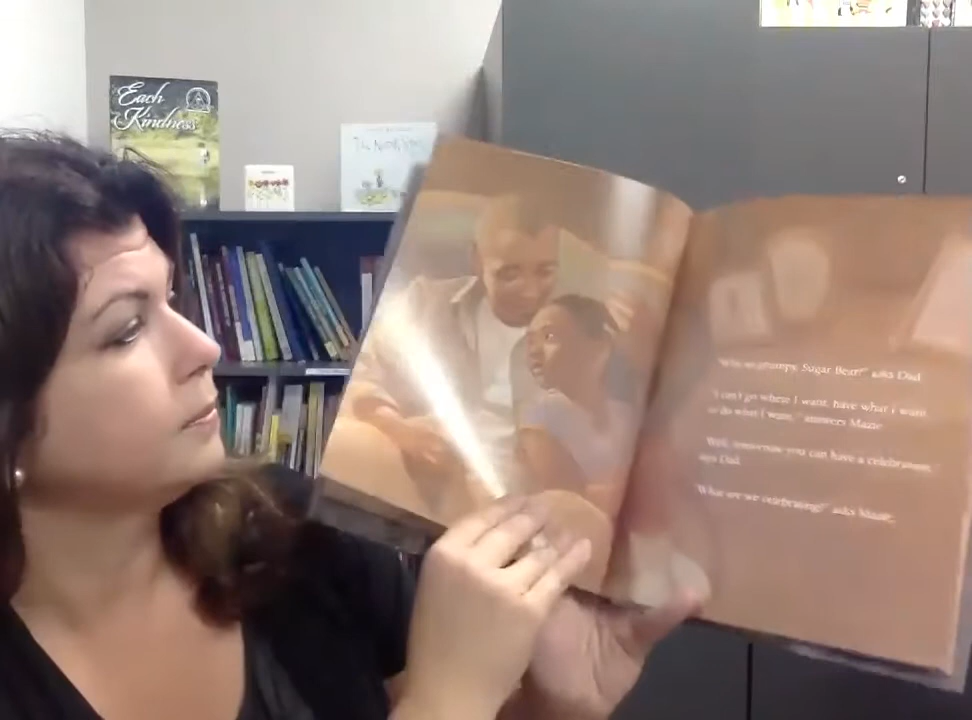 Each
Kindness
"Why so grumpy, Sugar Bear?" asks Dad.
"I can't go where I want, have what I want
or do what I want," answers Mazie.
"Well, tomorrow you can have a celebration,"
says Dad.
"What are we celebrating?" asks Mazie.